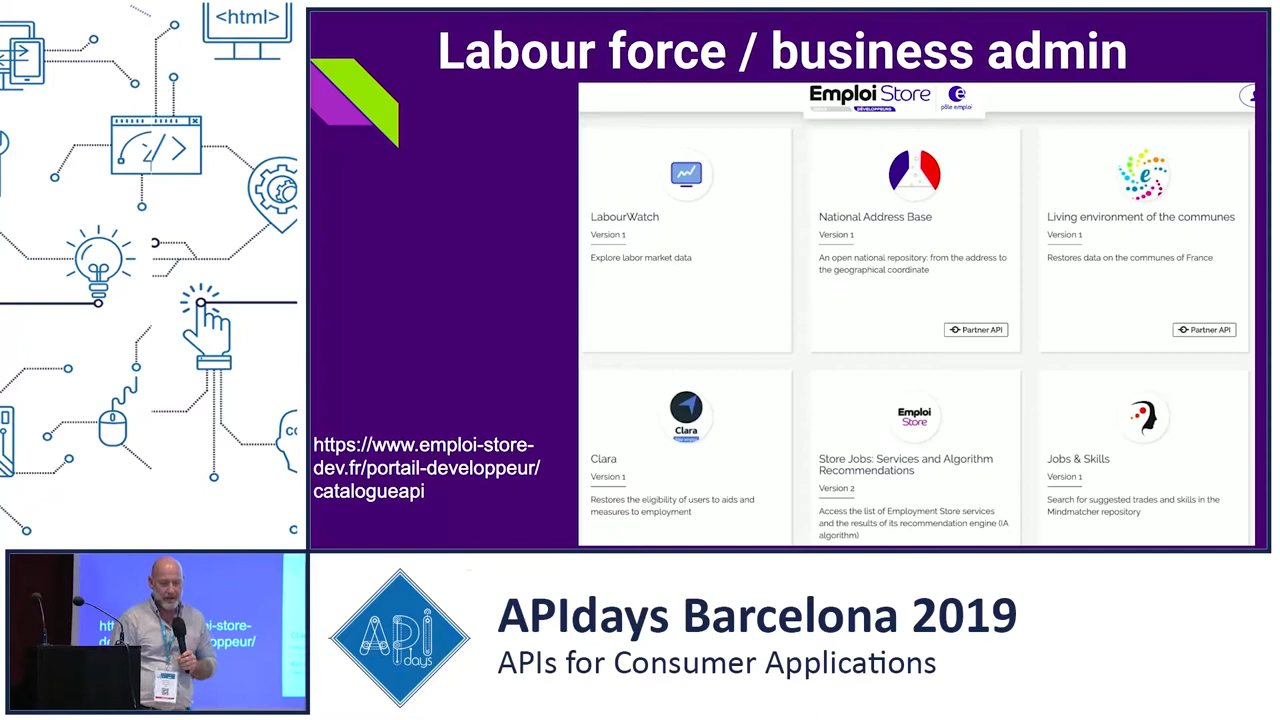 <html>
Labour force / business admin
Emploi Store
DÉVELOPPEURS
pôle emploi
LabourWatch
Version 1
Explore labor market data
National Address Base
Version 1
An open national repository: from the address to
the geographical coordinate
Partner API
Living environment of the communes
Version 1
Restores data on the communes of France
Partner API
Clara
Clara
Version 1
Restores the eligibility of users to aids and
measures to employment
Emploi
Store
Store Jobs: Services and Algorithm
Recommendations
Version 2
Access the list of Employment Store services
and the results of its recommendation engine (IA
algorithm)
Jobs & Skills
Version 1
Search for suggested trades and skills in the
Mindmatcher repository
https://www.emploi-store-
dev.fr/portail-developpeur/
catalogueapi
API
days
APIdays Barcelona 2019
APIs for Consumer Applications